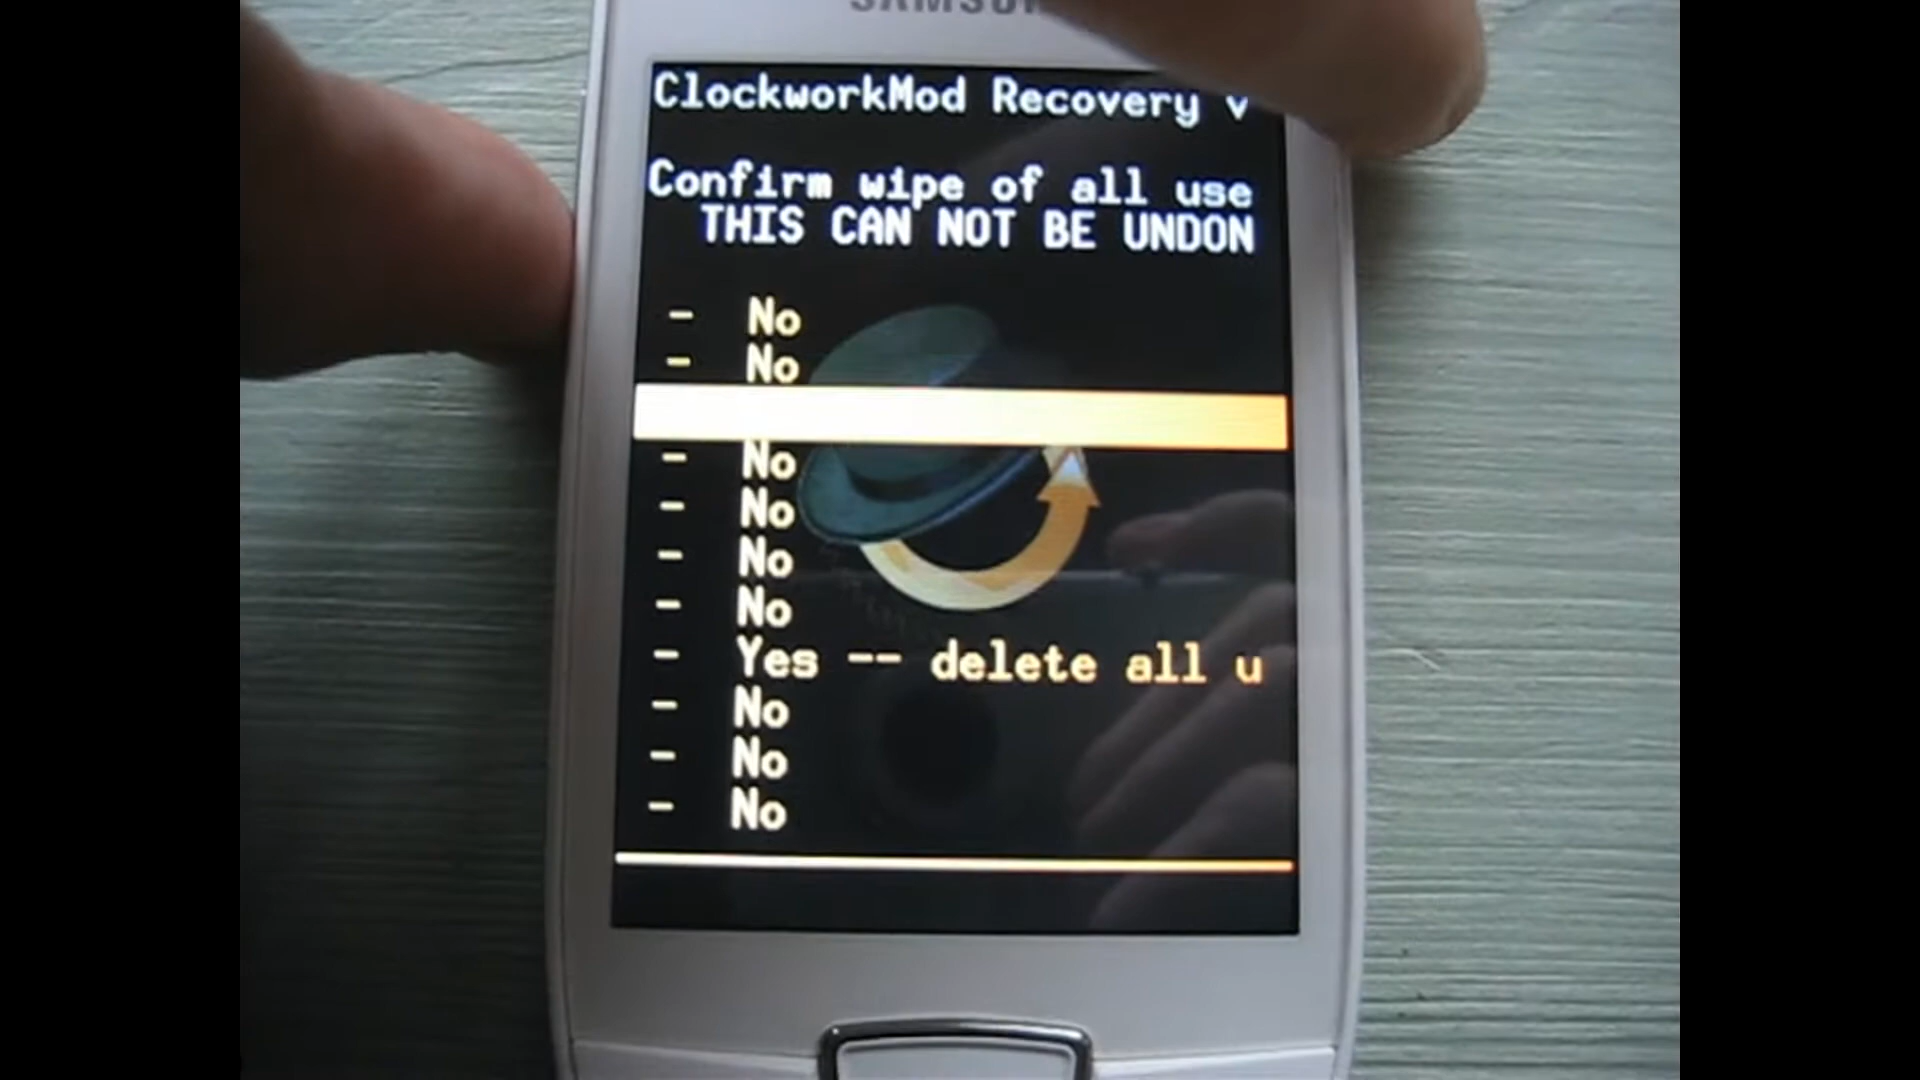 ClockworkMod Recovery v
Confirm wipe of all use
THIS CAN NOT BE UNDON
- No
- No
- No
- No
- No
- No
- Yes -- delete all u
- No
- No
- No